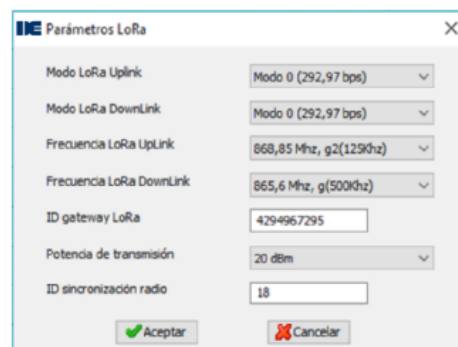 Parámetros LoRa
Modo LoRa Uplink Modo 0 (292,97 bps)
Modo LoRa DownLink Modo 0 (292,97 bps)
Frecuencia LoRa UpLink 868,85 Mhz, g2(125Khz)
Frecuencia LoRa DownLink 865,6 Mhz, g(500Khz)
ID gateway LoRa 4294967295
Potencia de transmisión 20 dBm
ID sincronización radio 18
Aceptar Cancelar